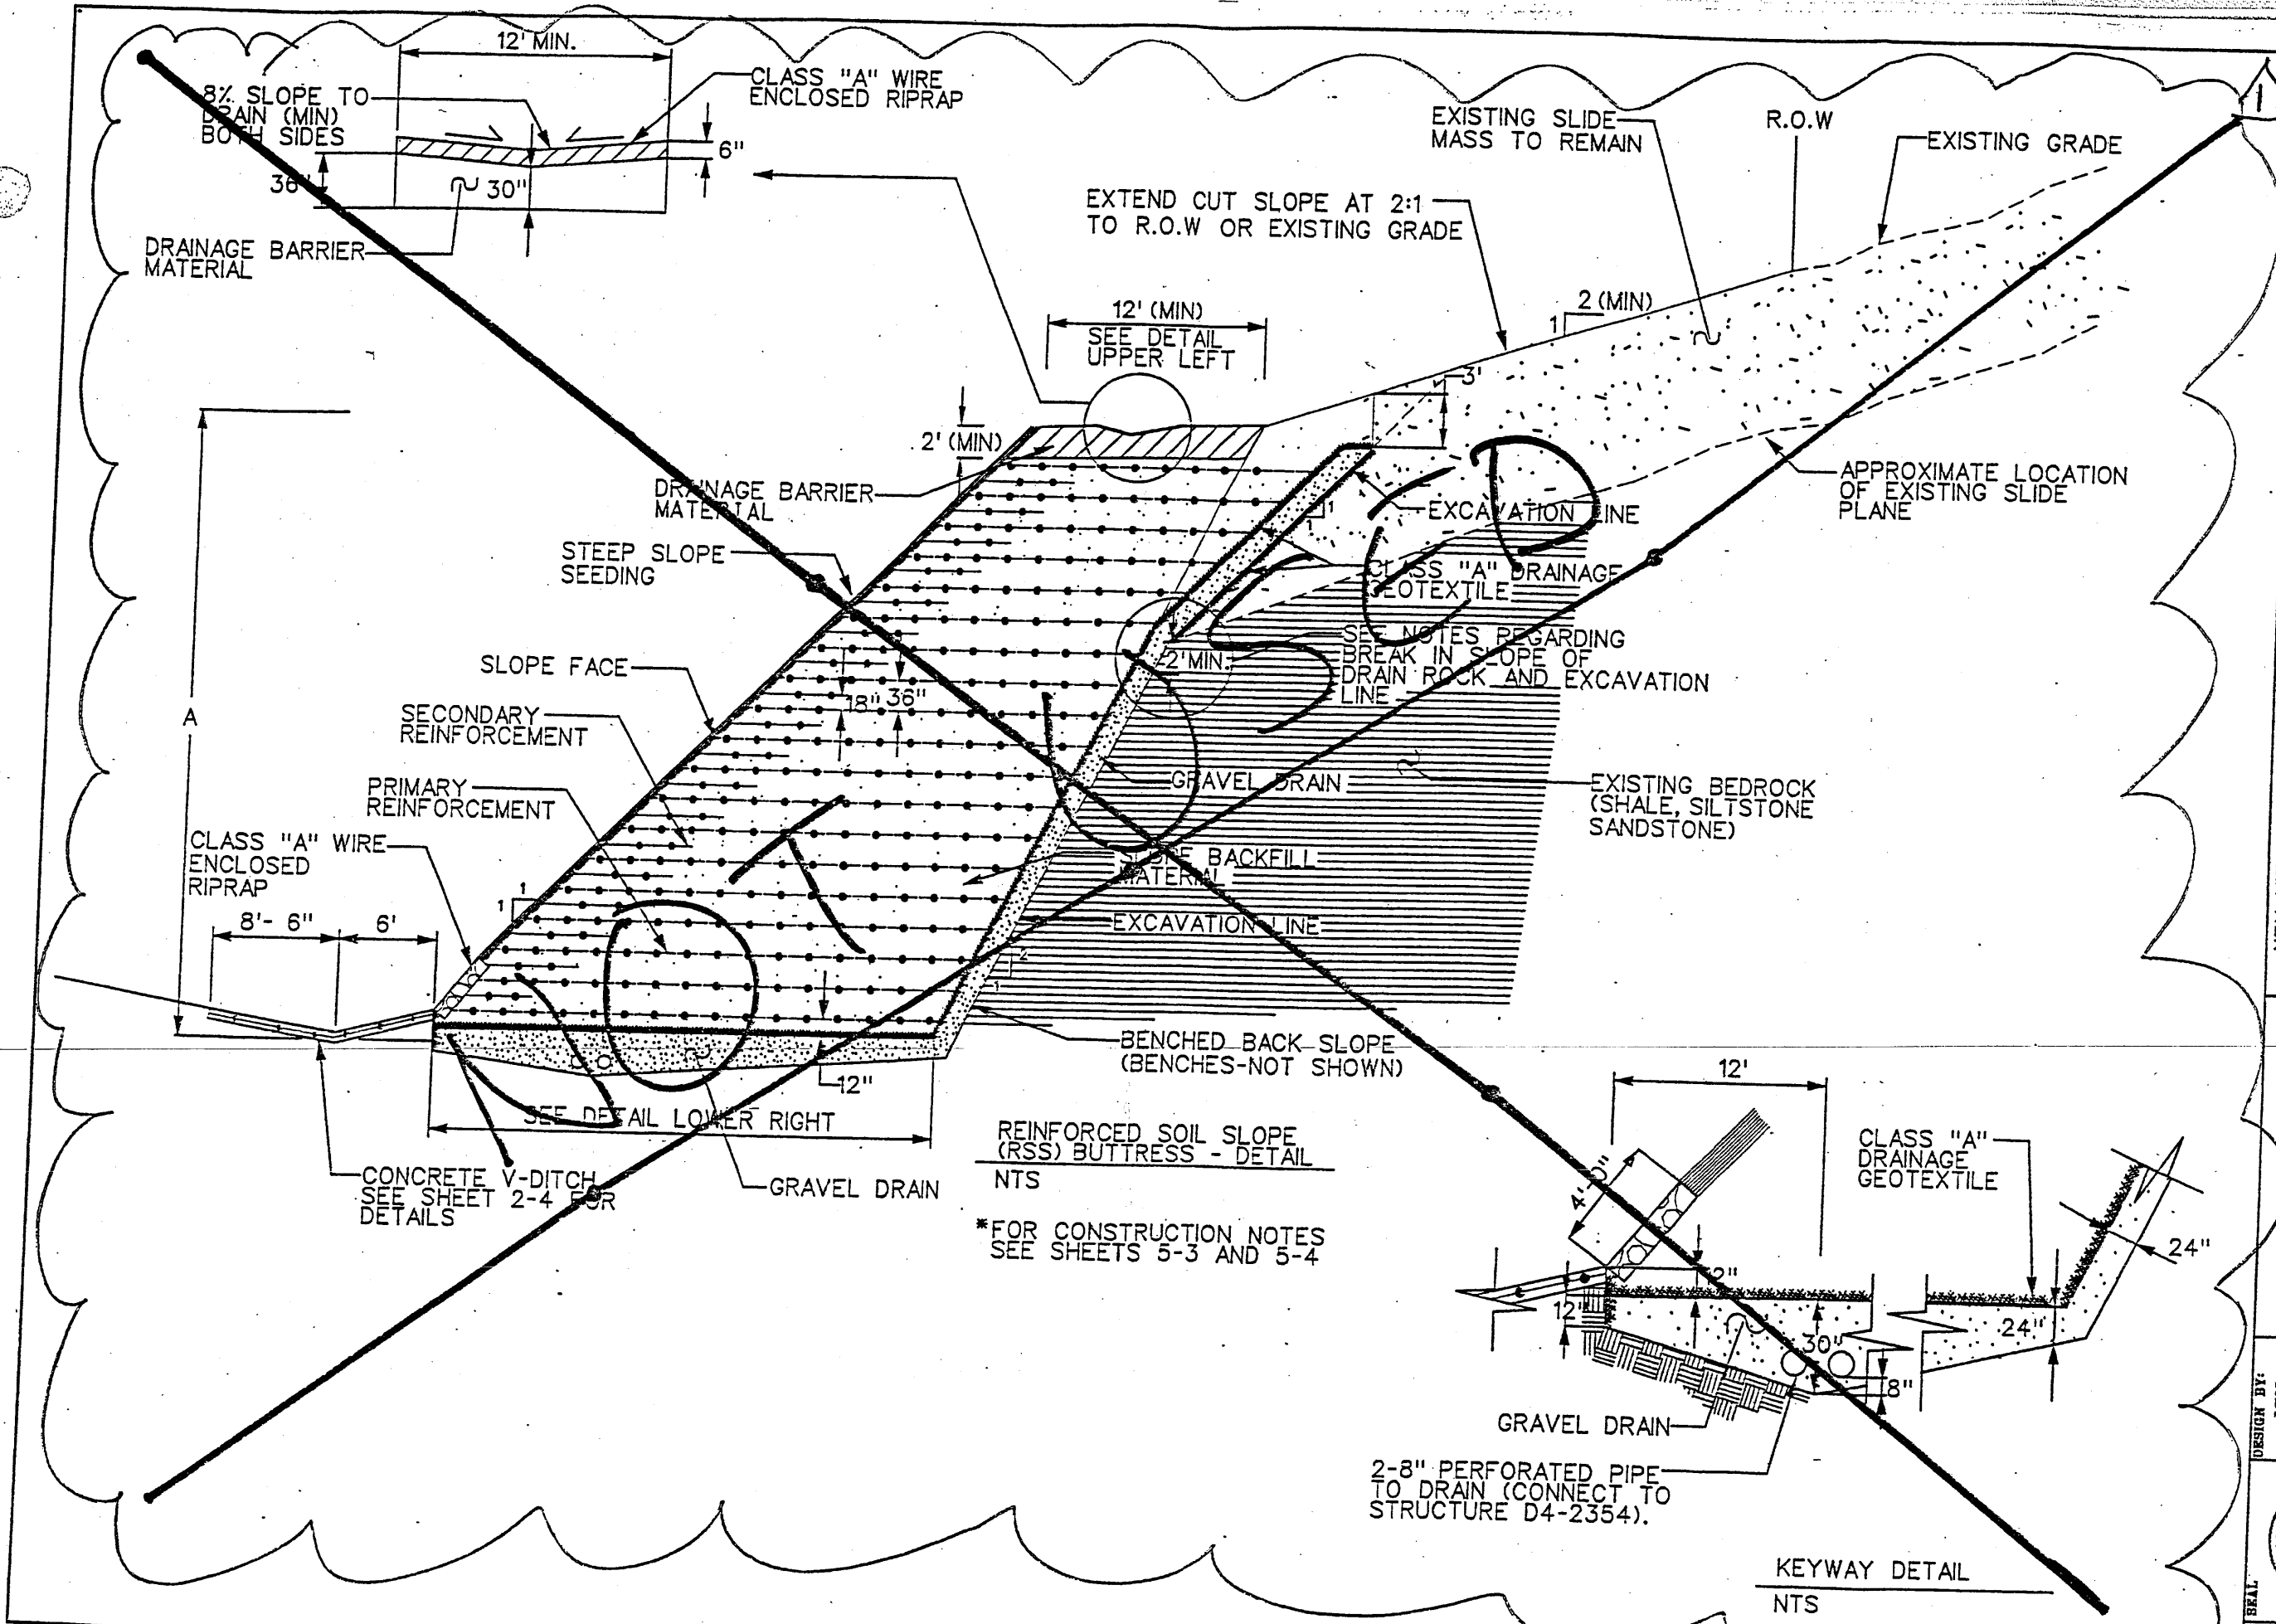 12' MIN.
8% SLOPE TO
DRAIN (MIN)
BOTH SIDES
CLASS "A" WIRE
ENCLOSED RIPRAP
6"
36"
30"
DRAINAGE BARRIER
MATERIAL
EXISTING SLIDE
MASS TO REMAIN
R.O.W
EXISTING GRADE
1
EXTEND CUT SLOPE AT 2:1
TO R.O.W OR EXISTING GRADE
12' (MIN)
SEE DETAIL
UPPER LEFT
2 (MIN)
1
3'
2' (MIN)
DRAINAGE BARRIER
MATERIAL
STEEP SLOPE
SEEDING
EXCAVATION LINE
1
1
APPROXIMATE LOCATION
OF EXISTING SLIDE
PLANE
CLASS "A" DRAINAGE
GEOTEXTILE
SEE NOTES REGARDING
BREAK IN SLOPE OF
DRAIN ROCK AND EXCAVATION
LINE
2' MIN.
SLOPE FACE
18" 36"
A
SECONDARY
REINFORCEMENT
PRIMARY
REINFORCEMENT
GRAVEL DRAIN
EXISTING BEDROCK
(SHALE, SILTSTONE
SANDSTONE)
CLASS "A" WIRE
ENCLOSED
RIPRAP
SLOPE BACKFILL
MATERIAL
1
1
8'- 6"
6'
EXCAVATION LINE
2
1
BENCHED BACK SLOPE
(BENCHES-NOT SHOWN)
12"
SEE DETAIL LOWER RIGHT
CONCRETE V-DITCH
SEE SHEET 2-4 FOR
DETAILS
GRAVEL DRAIN
VOID
REINFORCED SOIL SLOPE
(RSS) BUTTRESS - DETAIL
NTS
*FOR CONSTRUCTION NOTES
SEE SHEETS 5-3 AND 5-4
12'
4'-0"
CLASS "A"
DRAINAGE
GEOTEXTILE
24"
12"
2"
30"
24"
8"
GRAVEL DRAIN
2-8" PERFORATED PIPE
TO DRAIN (CONNECT TO
STRUCTURE D4-2354).
KEYWAY DETAIL
NTS
DESIGN BY:
SEAL